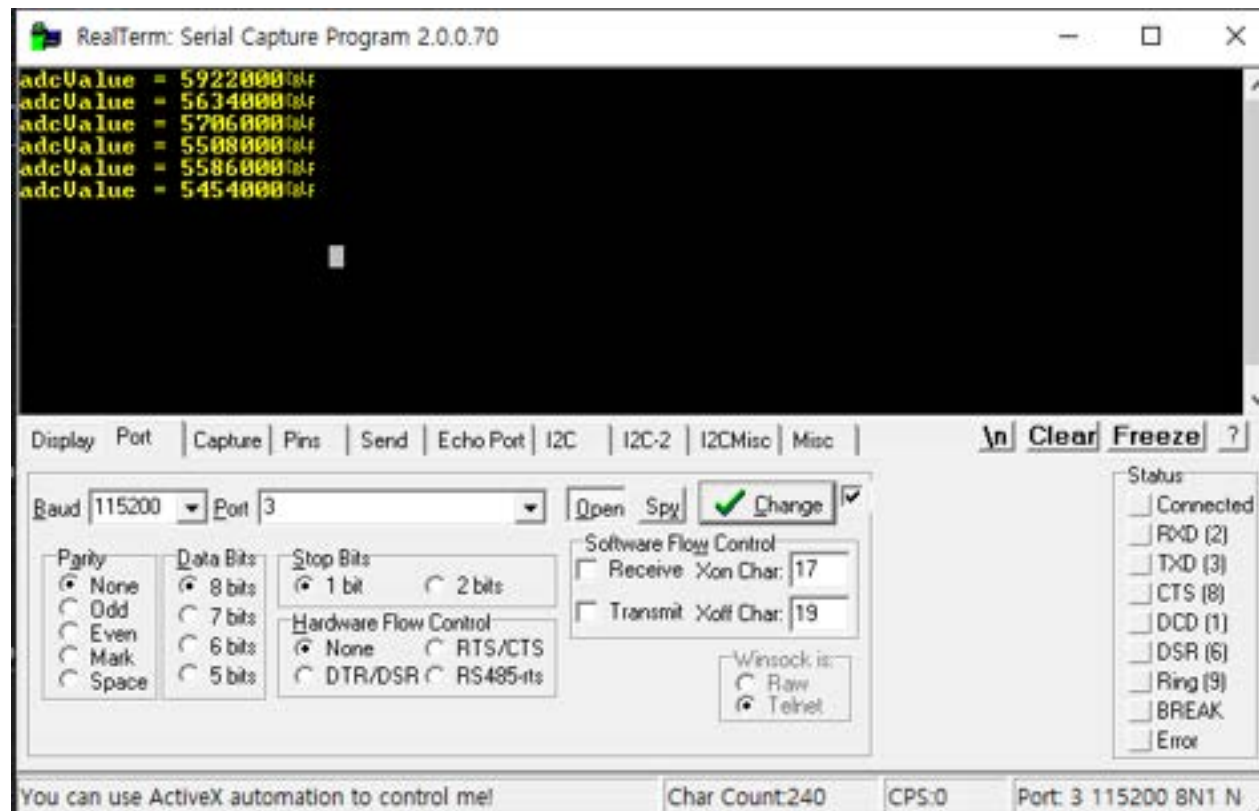 RealTerm: Serial Capture Program 2.0.0.70
adcValue = 5922000CRLF
adcValue = 5634000CRLF
adcValue = 5706000CRLF
adcValue = 5508000CRLF
adcValue = 5586000CRLF
adcValue = 5454000CRLF
Display Port Capture Pins Send Echo Port I2C I2C-2 I2CMisc Misc \n Clear Freeze ?
Baud 115200 Port 3 Open Spy Change
Parity
None
Odd
Even
Mark
Space
Data Bits
8 bits
7 bits
6 bits
5 bits
Stop Bits
1 bit 2 bits
Hardware Flow Control
None RTS/CTS
DTR/DSR RS485-rts
Software Flow Control
Receive Xon Char: 17
Transmit Xoff Char: 19
Winsock is:
Raw
Telnet
Status
Connected
RXD (2)
TXD (3)
CTS (8)
DCD (1)
DSR (6)
Ring (9)
BREAK
Error
You can use ActiveX automation to control me! Char Count:240 CPS:0 Port: 3 115200 8N1 N